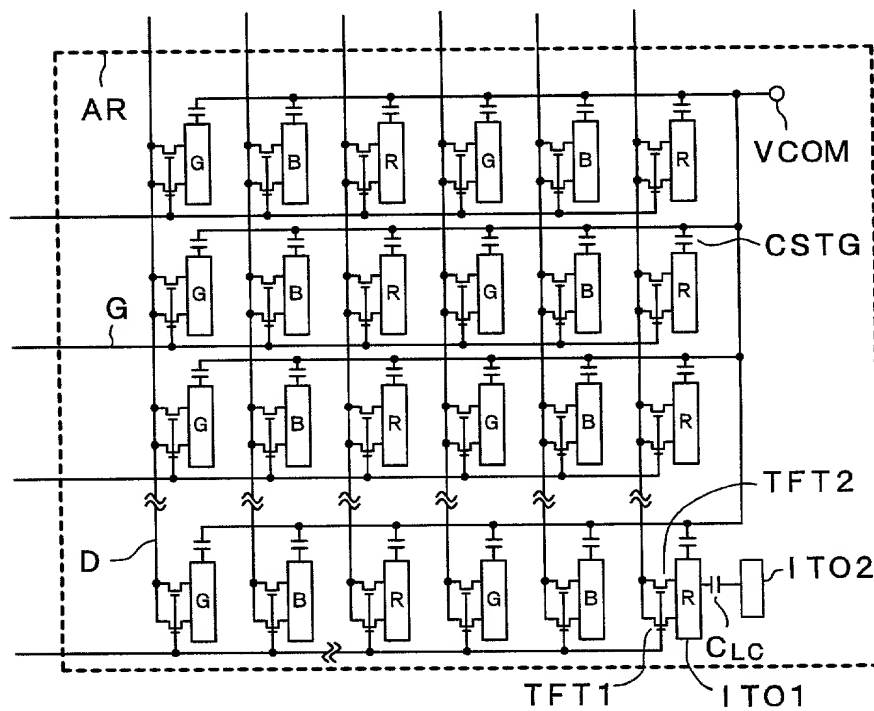 AR
VCOM
G B R G B R
CSTG
G B R G B R
G
G B R G B R
TFT2
D
G B R G B R
ITO2
CLC
TFT1
ITO1